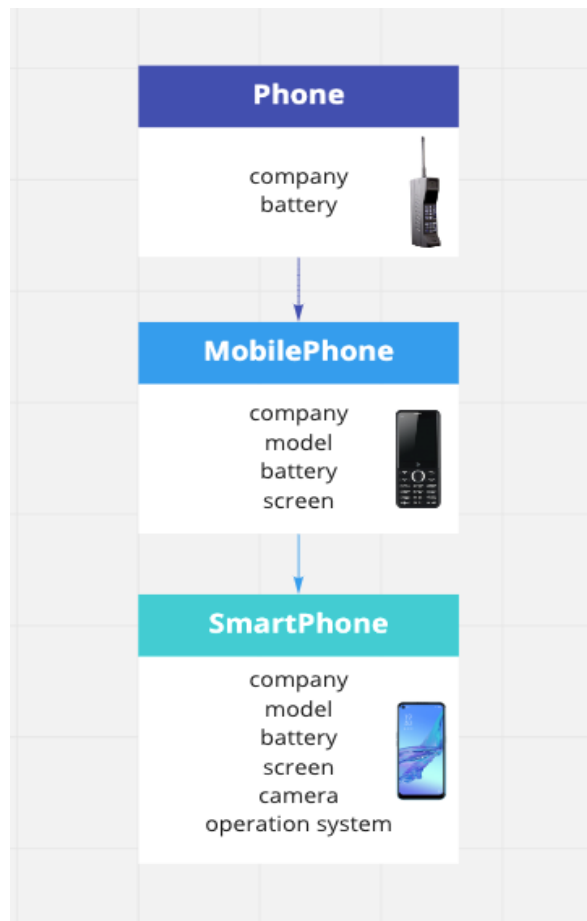 Phone
company
battery
MobilePhone
company
model
battery
screen
SmartPhone
company
model
battery
screen
camera
operation system